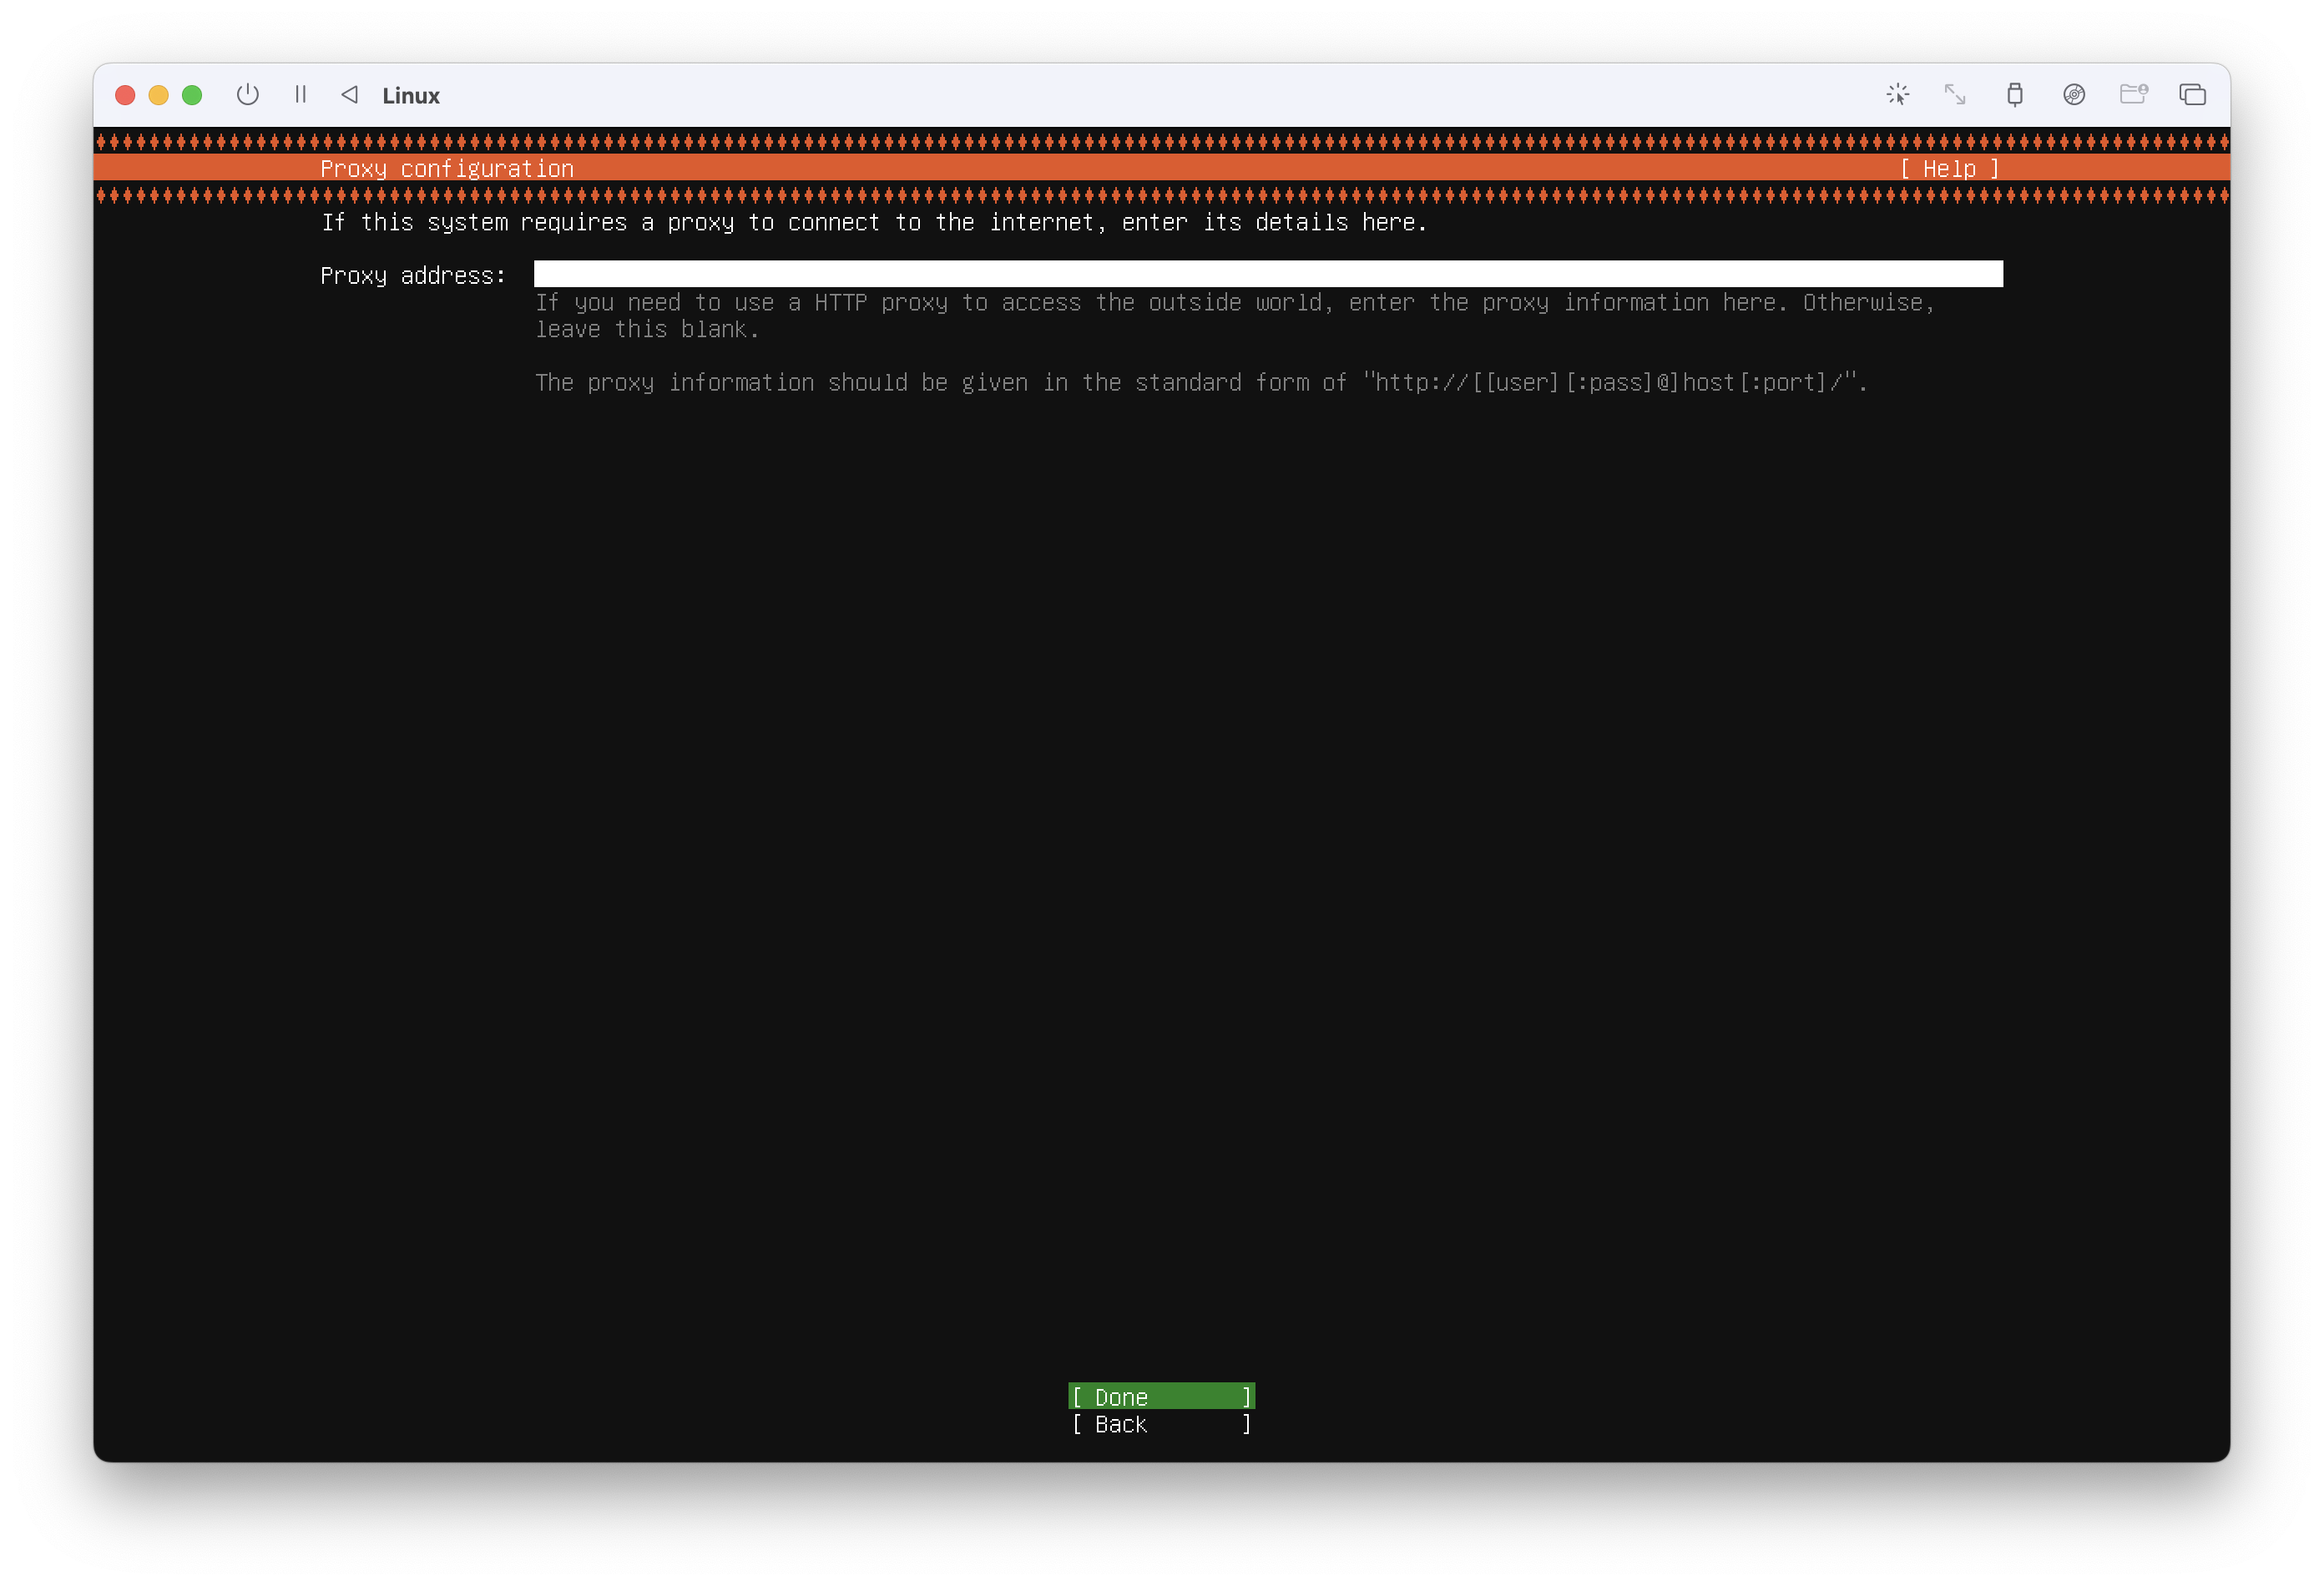 Linux
Proxy configuration [ Help ]
If this system requires a proxy to connect to the internet, enter its details here.
Proxy address:
If you need to use a HTTP proxy to access the outside world, enter the proxy information here. Otherwise,
leave this blank.
The proxy information should be given in the standard form of "http://[[user][:pass]@]host[:port]/".
[ Done ]
[ Back ]